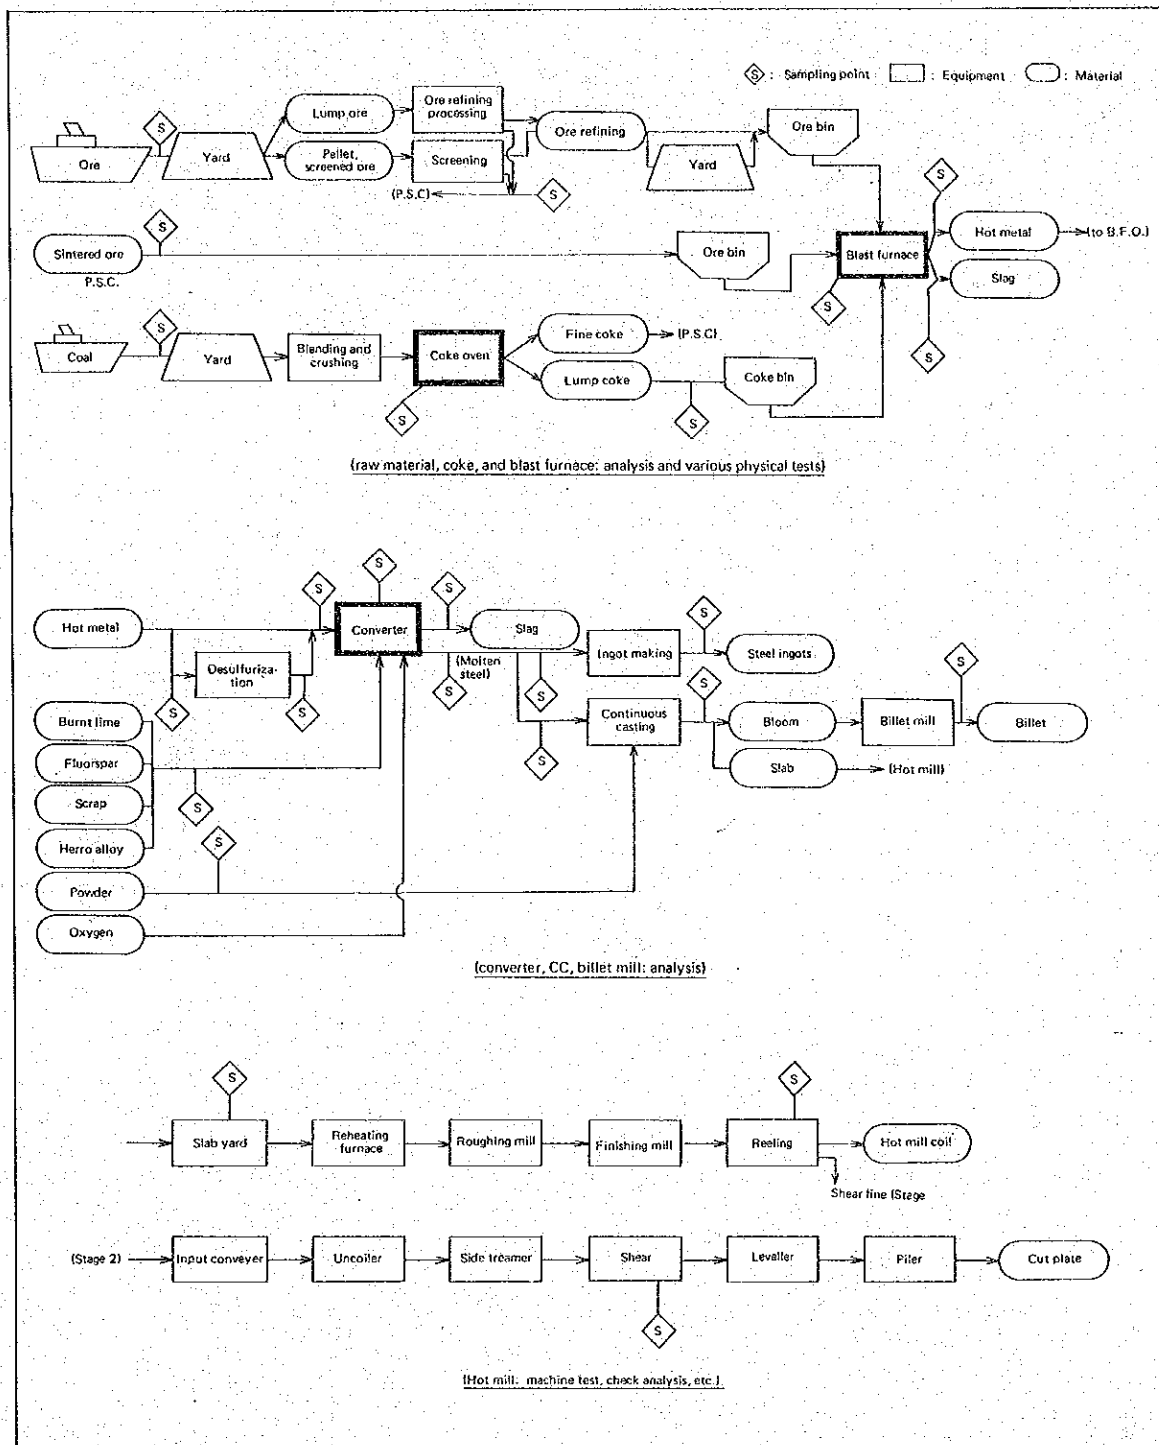 S : Sampling point : Equipment : Material
S
Ore
Yard
Lump ore
Ore refining
processing
Pellet,
screened ore
Screening
Ore refining
Yard
Ore bin
(P.S.C)
S
S
Sintered ore
P.S.C.
S
Ore bin
Blast furnace
S
Hot metal
(to B.F.O.)
Slag
S
Coal
S
Yard
Blending and
crushing
Coke oven
S
Fine coke
(P.S.C)
Lump coke
S
Coke bin
(raw material, coke, and blast furnace: analysis and various physical tests)
S
S
S
Hot metal
Converter
Slag
S
Ingot making
Steel ingots
Desulfuriza-
tion
(Molten
steel)
S
S
S
S
S
S
Burnt lime
Continuous
casting
Bloom
Billet mill
Billet
S
Fluorspar
S
Slab
(Hot mill)
Scrap
Herro alloy
S
Powder
Oxygen
(converter, CC, billet mill: analysis)
S
S
Slab yard
Reheating
furnace
Roughing mill
Finishing mill
Reeling
Hot mill coil
Shear line (Stage
(Stage 2)
Input conveyer
Uncoiler
Side treamer
Shear
Levaller
Piler
Cut plate
S
(Hot mill: machine test, check analysis, etc.)